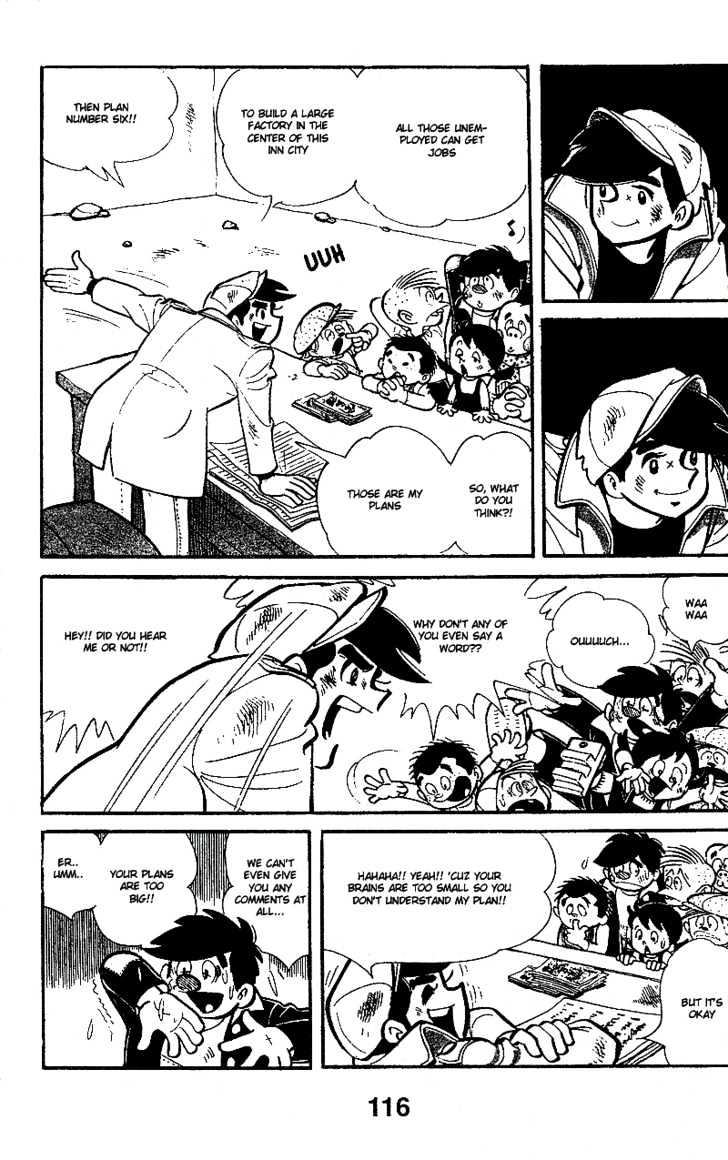 THEN PLAN
NUMBER SIX!!
TO BUILD A LARGE
FACTORY IN THE
CENTER OF THIS
INN CITY
ALL THOSE UNEM-
PLOYED CAN GET
JOBS
UUH
THOSE ARE MY
PLANS
SO, WHAT
DO YOU
THINK?!
HEY!! DID YOU HEAR
ME OR NOT!!
WHY DON'T ANY OF
YOU EVEN SAY A
WORD??
OUUUUCH...
WAA
WAA
ER..
UMM..
YOUR PLANS
ARE TOO
BIG!!
WE CAN'T
EVEN GIVE
YOU ANY
COMMENTS AT
ALL...
HAHAHA!! YEAH!! 'CUZ YOUR
BRAINS ARE TOO SMALL SO YOU
DON'T UNDERSTAND MY PLAN!!
BUT IT'S
OKAY
116